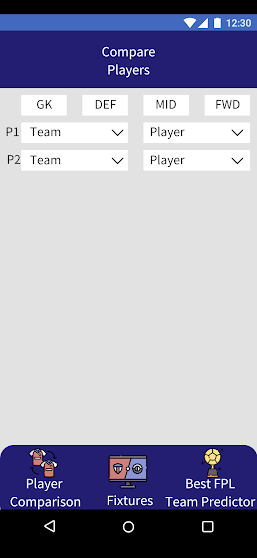 12:30
Compare
Players
GK DEF MID FWD
P1 Team Player
P2 Team Player
Player
Comparison
Fixtures
Best FPL
Team Predictor